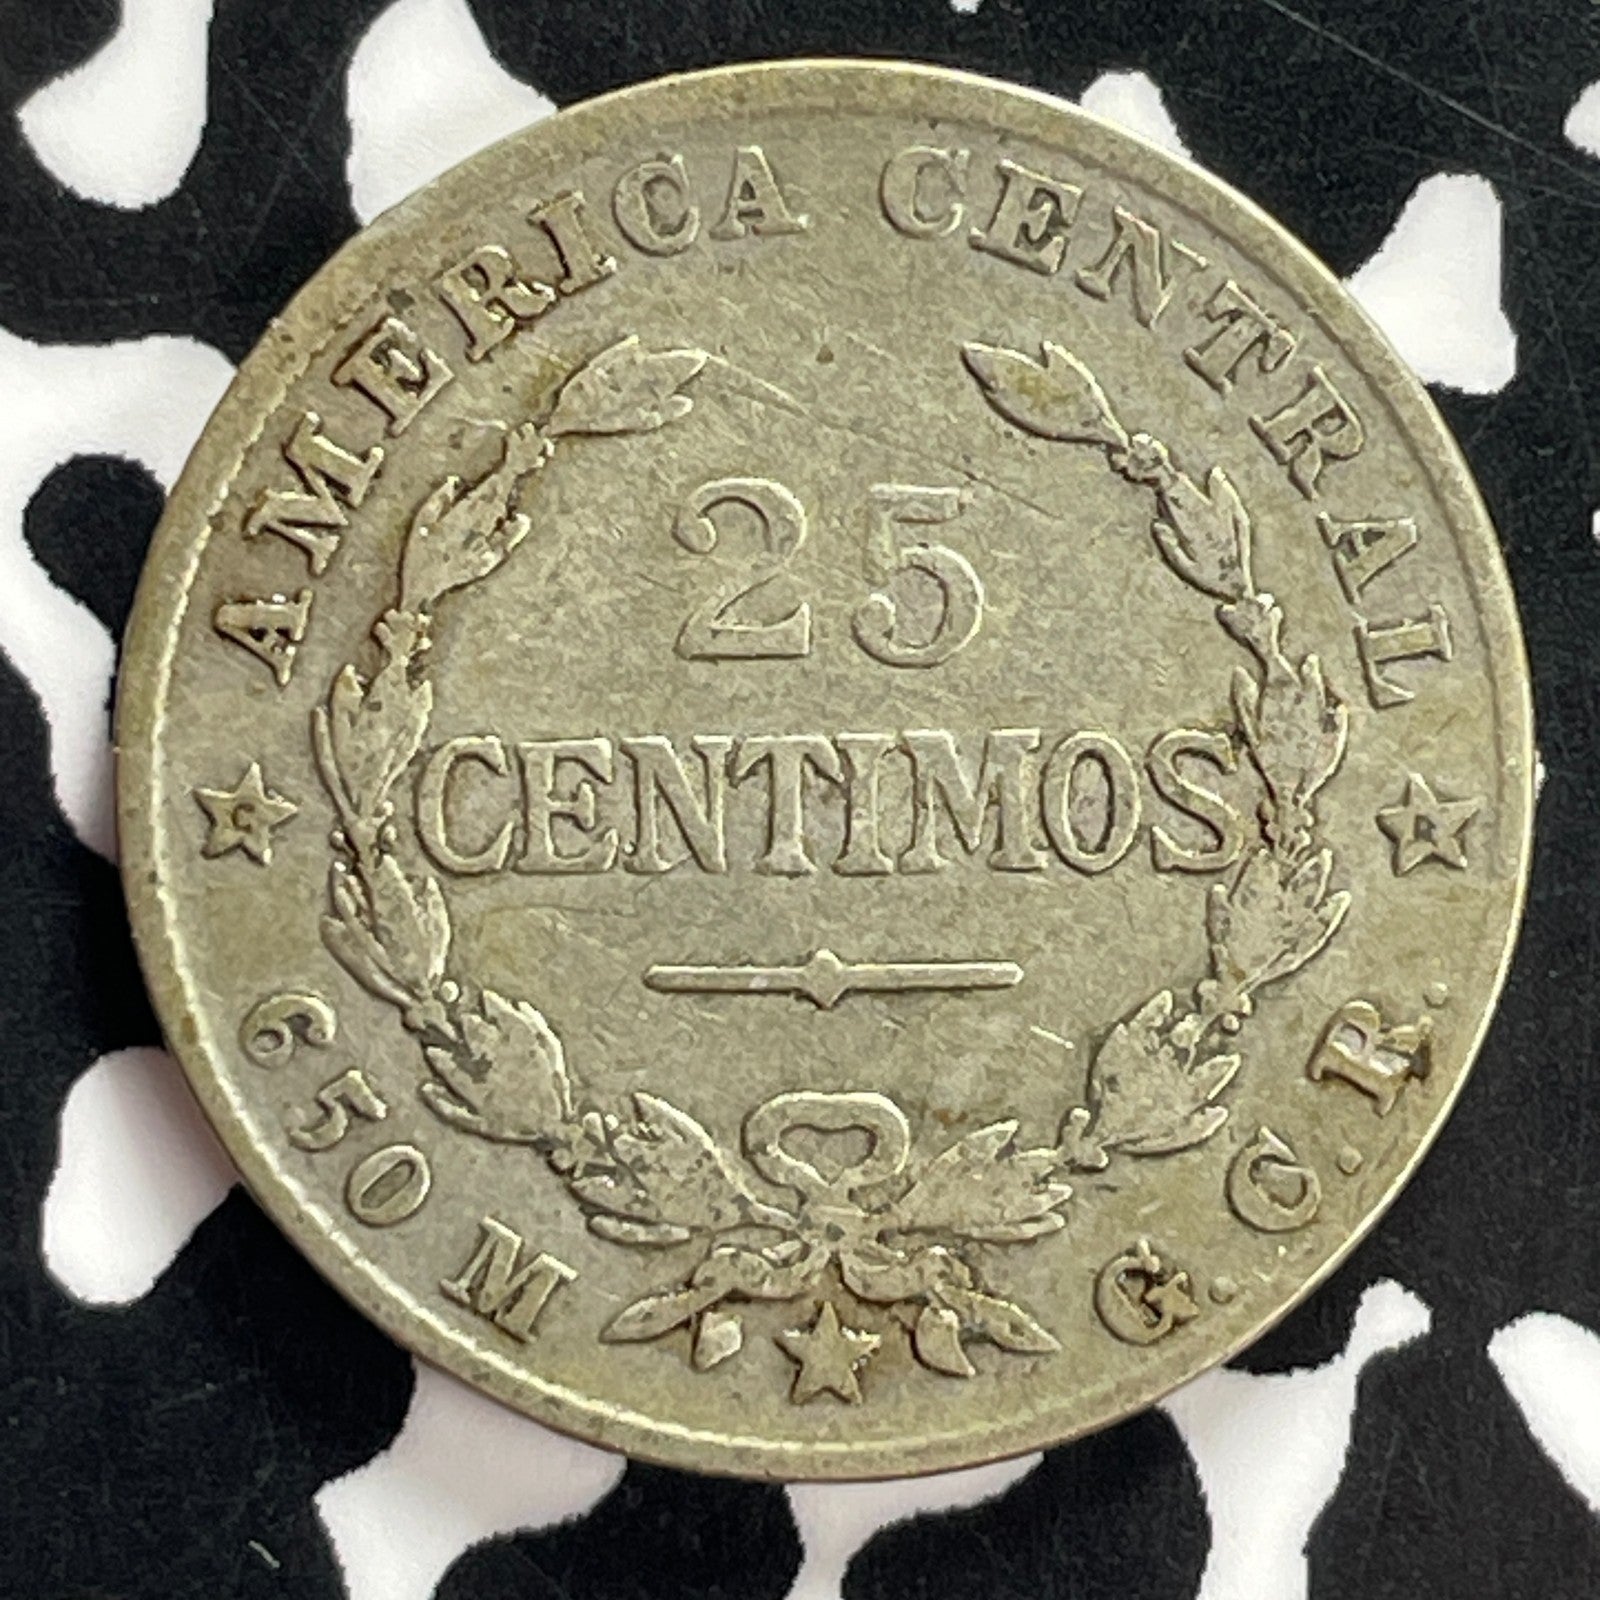 AMERICA CENTRAL
25
CENTIMOS
650 M G.C.R.